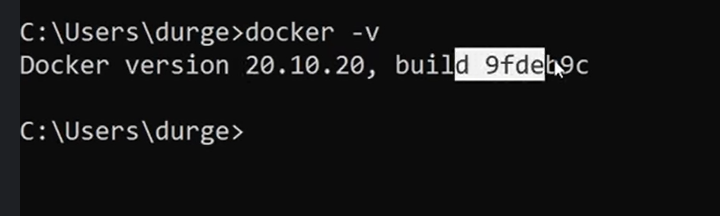 C:\Users\durge>docker -v
Docker version 20.10.20, build 9fdeb9c
C:\Users\durge>